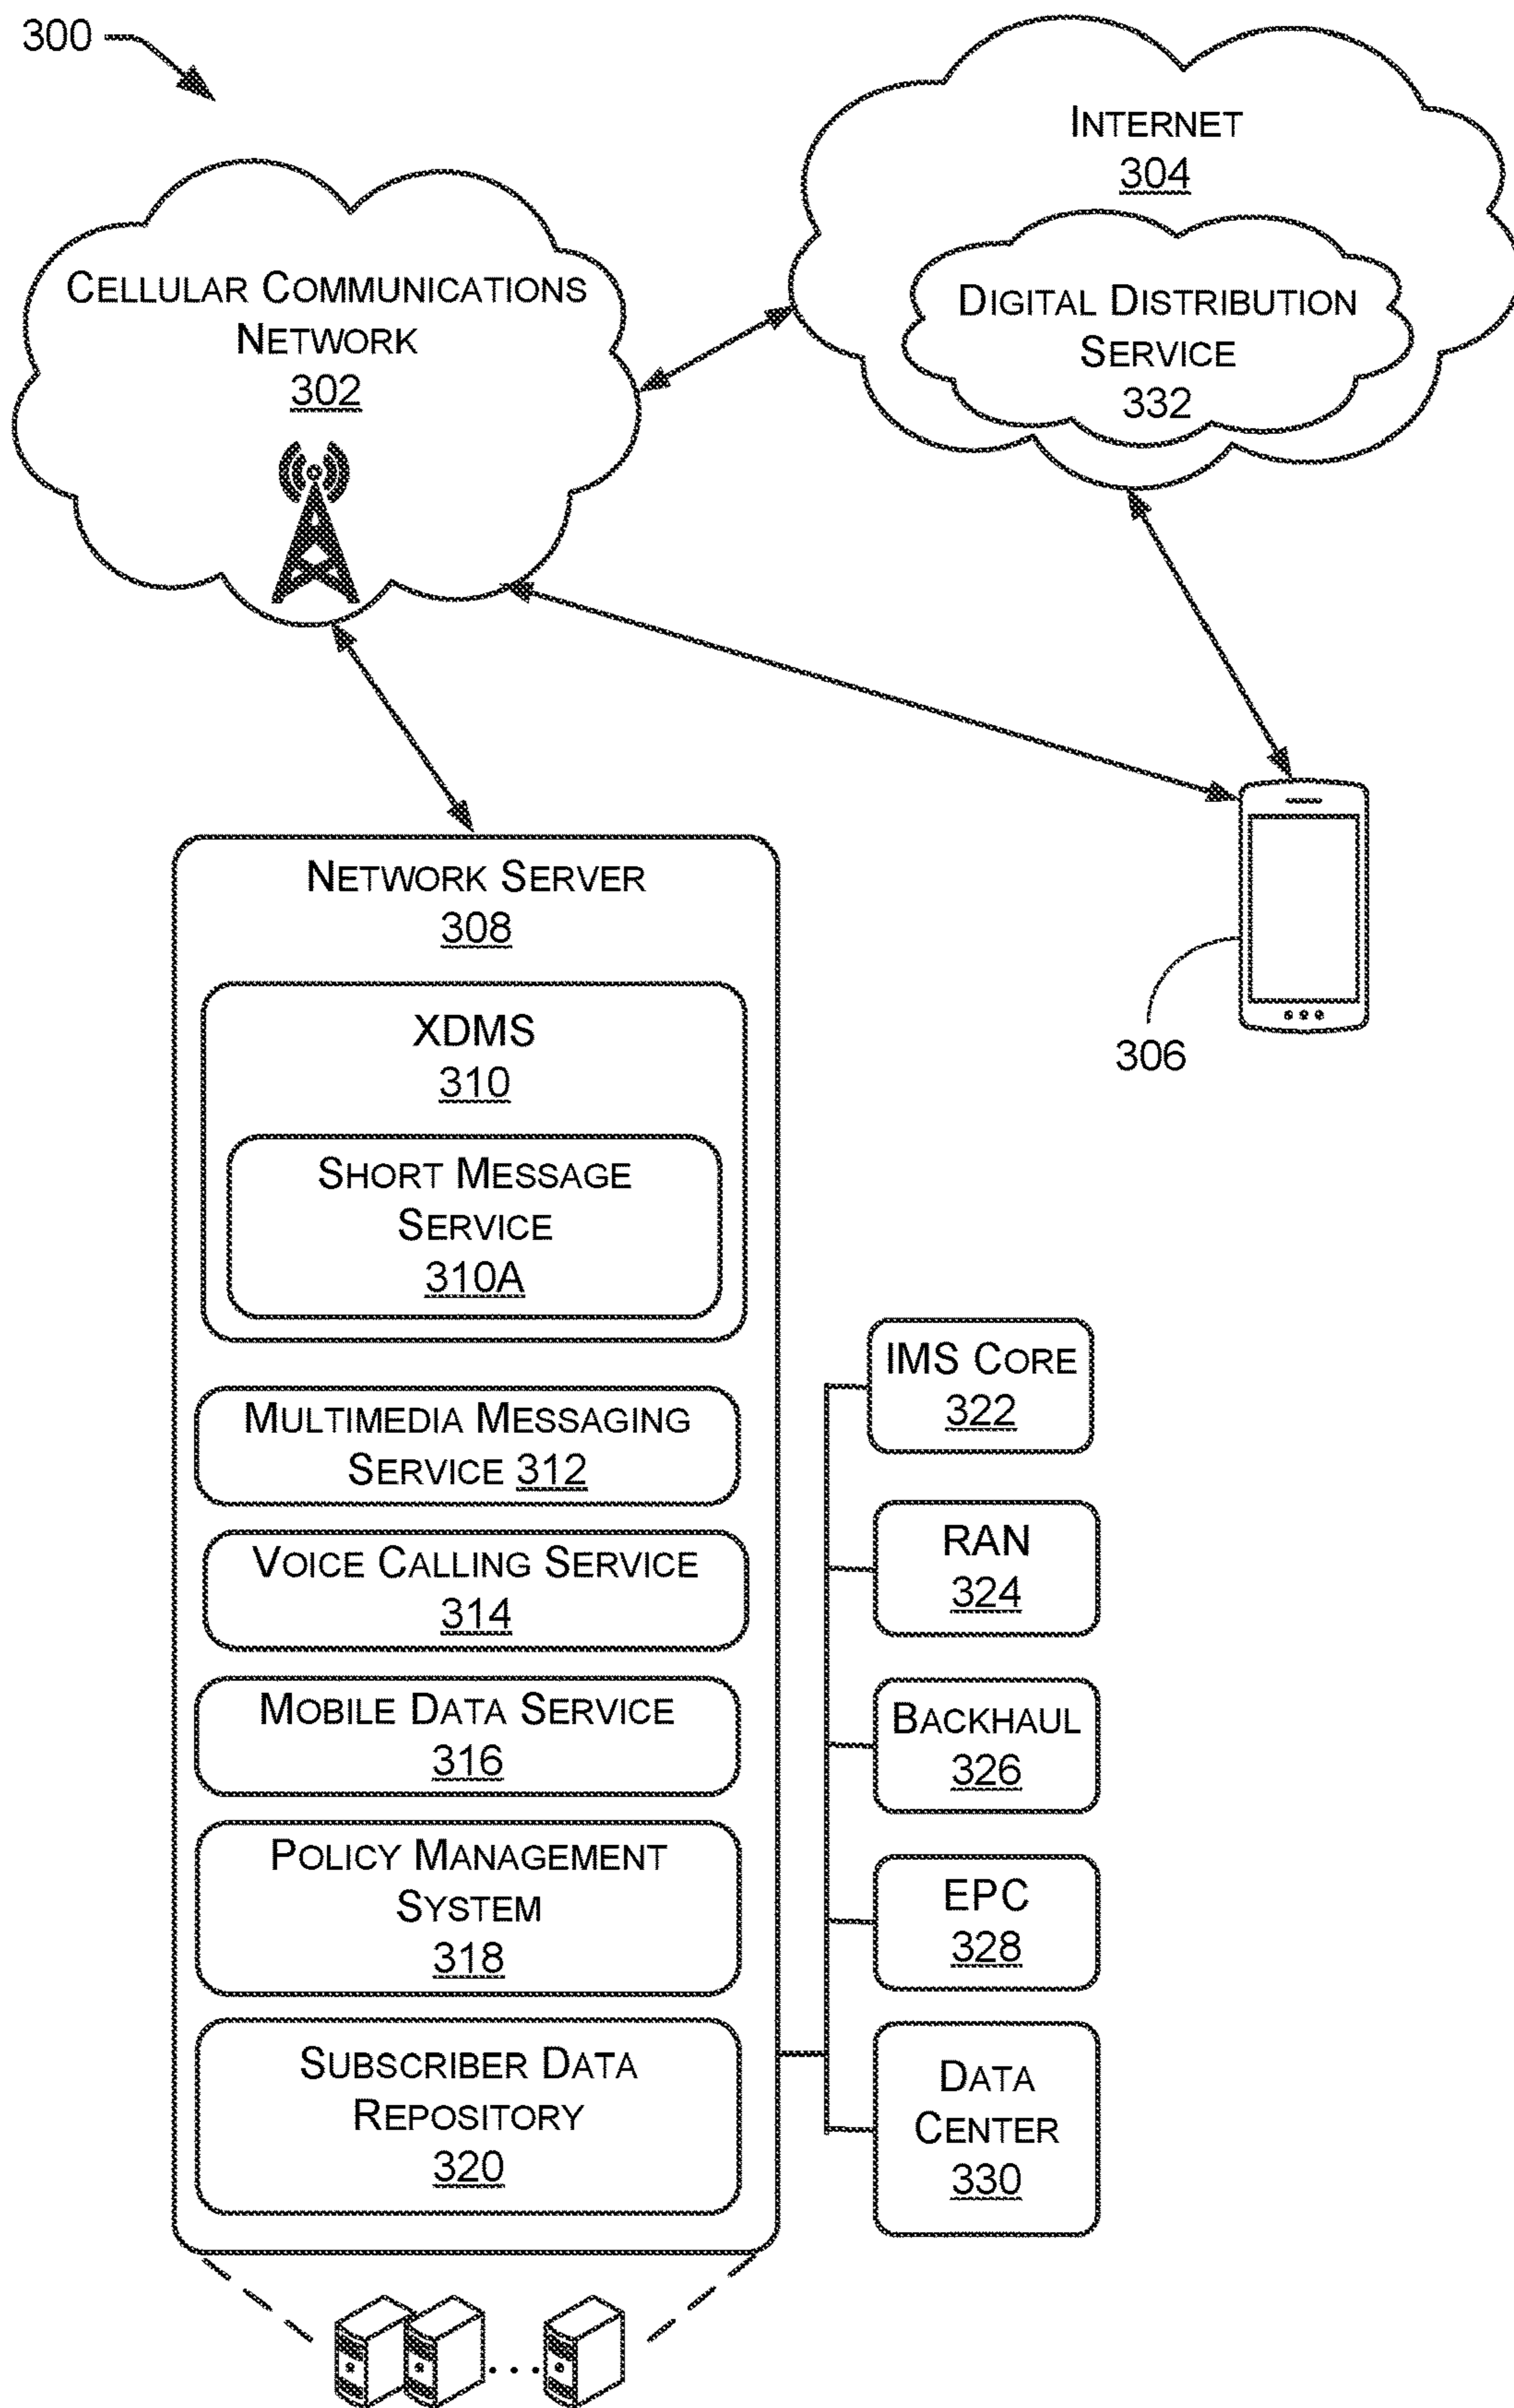 300
INTERNET
304
CELLULAR COMMUNICATIONS
NETWORK
302
DIGITAL DISTRIBUTION
SERVICE
332
NETWORK SERVER
308
306
XDMS
310
SHORT MESSAGE
SERVICE
310A
MULTIMEDIA MESSAGING
SERVICE 312
VOICE CALLING SERVICE
314
MOBILE DATA SERVICE
316
POLICY MANAGEMENT
SYSTEM
318
SUBSCRIBER DATA
REPOSITORY
320
IMS CORE
322
RAN
324
BACKHAUL
326
EPC
328
DATA
CENTER
330